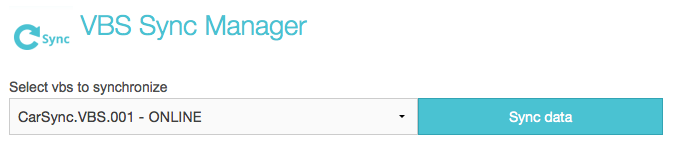 VBS Sync Manager
Sync
Select vbs to synchronize
CarSync.VBS.001 - ONLINE
Sync data